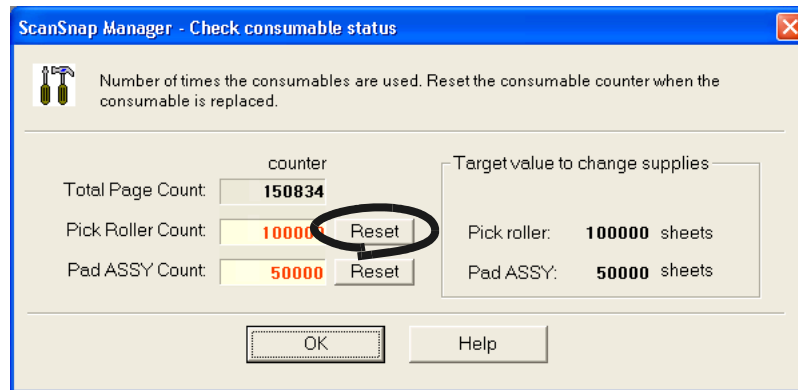 ScanSnap Manager - Check consumable status
Number of times the consumables are used. Reset the consumable counter when the
consumable is replaced.
counter
Total Page Count: 150834
Pick Roller Count: 100000 Reset
Pad ASSY Count: 50000 Reset
Target value to change supplies
Pick roller: 100000 sheets
Pad ASSY: 50000 sheets
OK Help